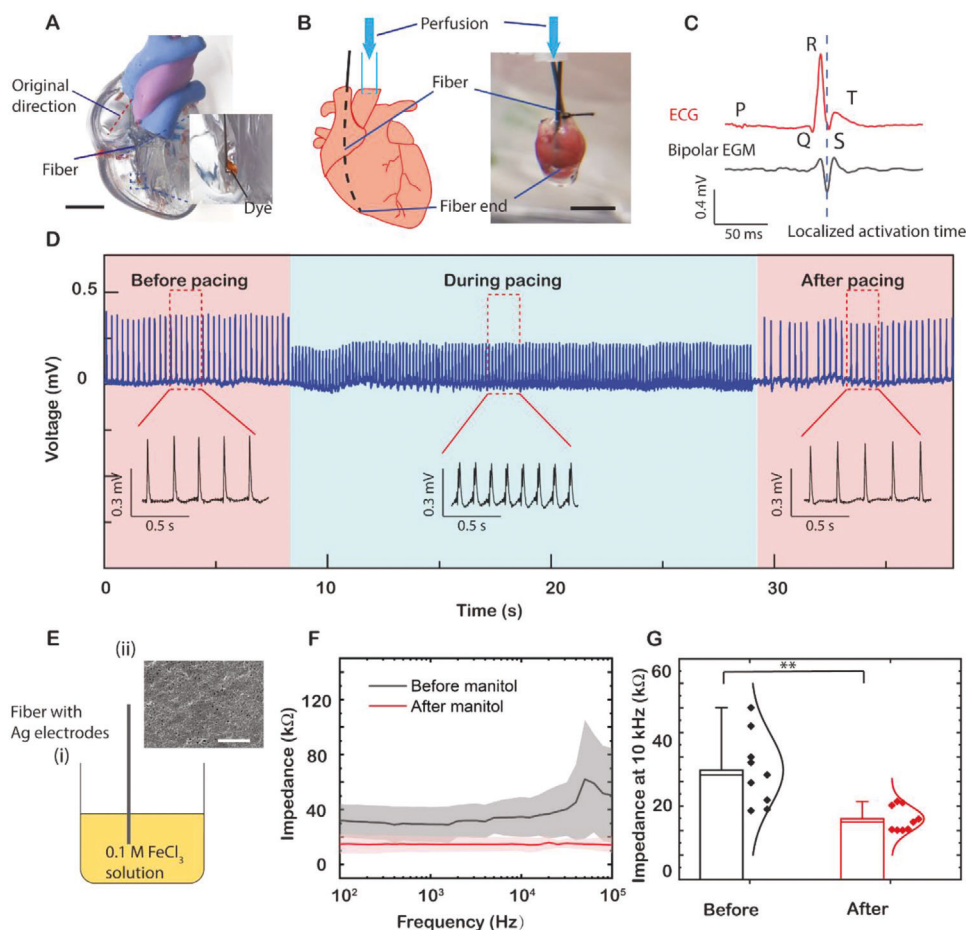 A
Original
direction
Fiber
Dye
B
Perfusion
Fiber
Fiber end
C
R
P
T
ECG
Q
S
Bipolar EGM
0.4 mV
50 ms
Localized activation time
D
Before pacing
During pacing
After pacing
0.5
0
Voltage (mV)
0.3 mV
0.5 s
0.3 mV
0.5 s
0.3 mV
0.5 s
0
10
20
30
Time (s)
E
(ii)
Fiber with
Ag electrodes
(i)
0.1 M FeCl₃
solution
F
Before manitol
After manitol
120
80
40
0
Impedance (kΩ)
10²
10³
10⁴
10⁵
Frequency (Hz)
G
**
60
40
20
0
Impedance at 10 kHz (kΩ)
Before
After